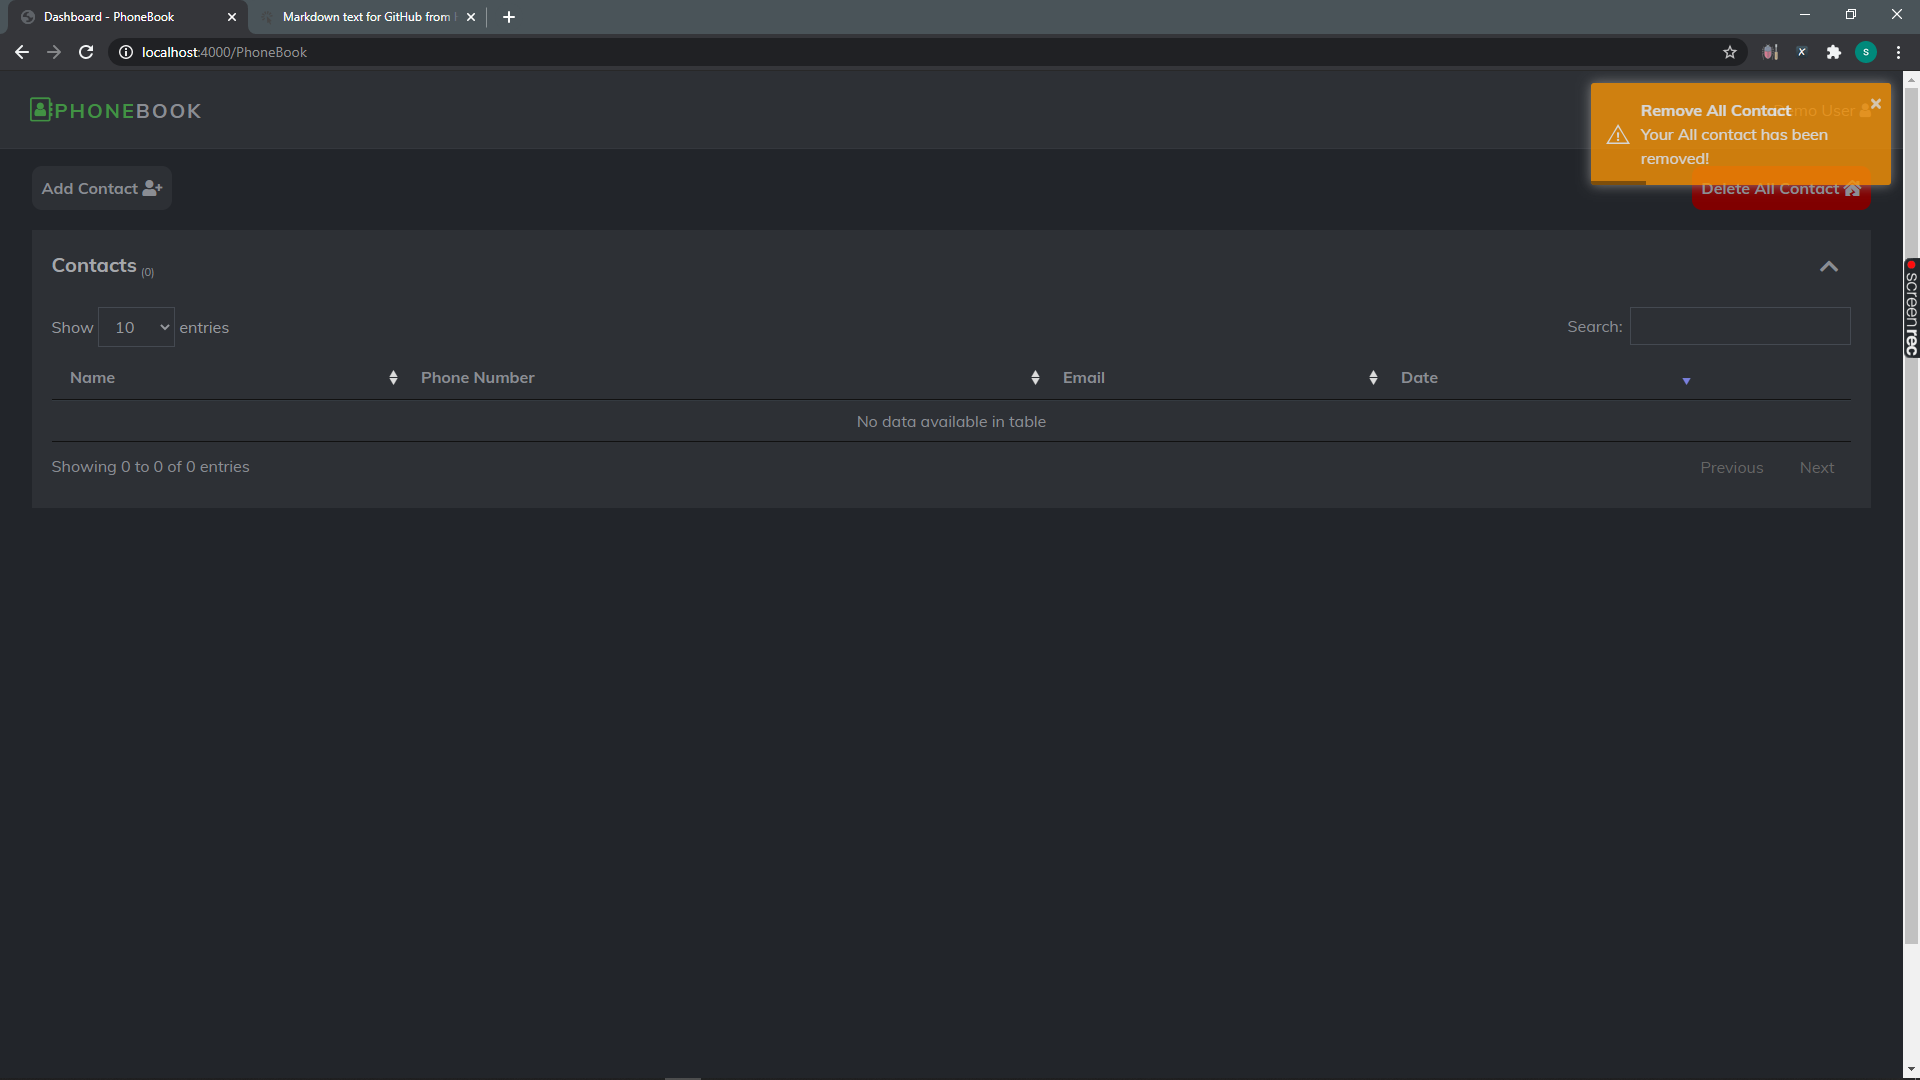 Dashboard - PhoneBook
Markdown text for GitHub from
localhost:4000/PhoneBook
S
PHONEBOOK
Remove All Contact
mo User
Your All contact has been
removed!
Add Contact
Delete All Contact
Contacts (0)
Show 10 entries
Search:
Name Phone Number Email Date
No data available in table
Showing 0 to 0 of 0 entries
Previous Next
screenrec